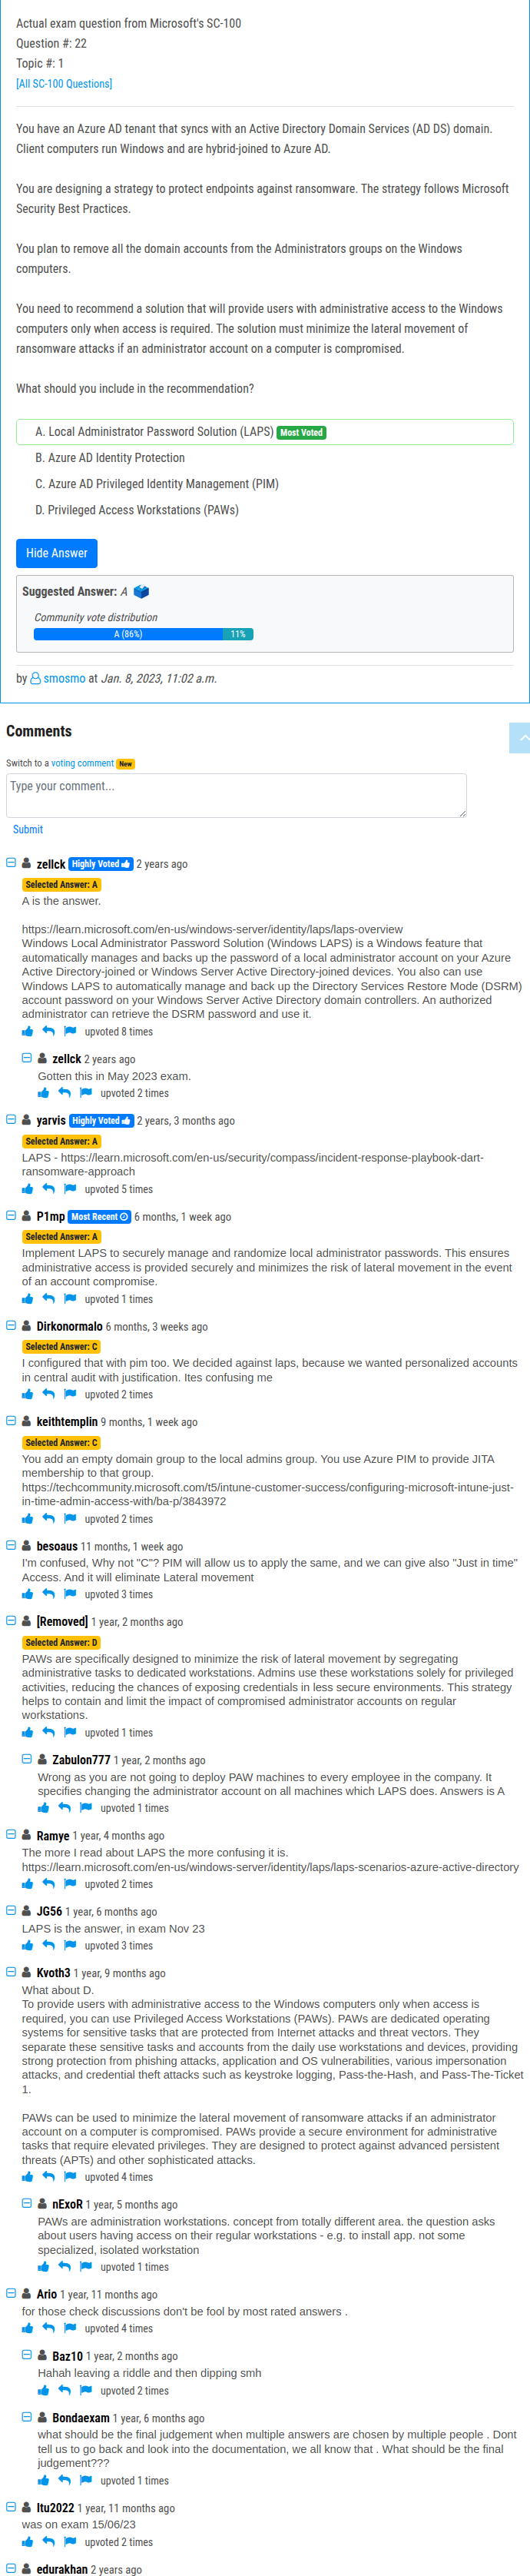 Actual exam question from Microsoft's SC-100
Question #: 22
Topic #: 1
[All SC-100 Questions]
You have an Azure AD tenant that syncs with an Active Directory Domain Services (AD DS) domain.
Client computers run Windows and are hybrid-joined to Azure AD.
You are designing a strategy to protect endpoints against ransomware. The strategy follows Microsoft
Security Best Practices.
You plan to remove all the domain accounts from the Administrators groups on the Windows
computers.
You need to recommend a solution that will provide users with administrative access to the Windows
computers only when access is required. The solution must minimize the lateral movement of
ransomware attacks if an administrator account on a computer is compromised.
What should you include in the recommendation?
A. Local Administrator Password Solution (LAPS) Most Voted
B. Azure AD Identity Protection
C. Azure AD Privileged Identity Management (PIM)
D. Privileged Access Workstations (PAWs)
Hide Answer
Suggested Answer: A
Community vote distribution
A (86%) 11%
by smosmo at Jan. 8, 2023, 11:02 a.m.
Comments
Switch to a voting comment New
Type your comment...
Submit
zellck Highly Voted 2 years ago
Selected Answer: A
A is the answer.
https://learn.microsoft.com/en-us/windows-server/identity/laps/laps-overview
Windows Local Administrator Password Solution (Windows LAPS) is a Windows feature that
automatically manages and backs up the password of a local administrator account on your Azure
Active Directory-joined or Windows Server Active Directory-joined devices. You also can use
Windows LAPS to automatically manage and back up the Directory Services Restore Mode (DSRM)
account password on your Windows Server Active Directory domain controllers. An authorized
administrator can retrieve the DSRM password and use it.
upvoted 8 times
zellck 2 years ago
Gotten this in May 2023 exam.
upvoted 2 times
yarvis Highly Voted 2 years, 3 months ago
Selected Answer: A
LAPS - https://learn.microsoft.com/en-us/security/compass/incident-response-playbook-dart-
ransomware-approach
upvoted 5 times
P1mp Most Recent 6 months, 1 week ago
Selected Answer: A
Implement LAPS to securely manage and randomize local administrator passwords. This ensures
administrative access is provided securely and minimizes the risk of lateral movement in the event
of an account compromise.
upvoted 1 times
Dirkonormalo 6 months, 3 weeks ago
Selected Answer: C
I configured that with pim too. We decided against laps, because we wanted personalized accounts
in central audit with justification. Ites confusing me
upvoted 2 times
keithtemplin 9 months, 1 week ago
Selected Answer: C
You add an empty domain group to the local admins group. You use Azure PIM to provide JITA
membership to that group.
https://techcommunity.microsoft.com/t5/intune-customer-success/configuring-microsoft-intune-just-
in-time-admin-access-with/ba-p/3843972
upvoted 2 times
besoaus 11 months, 1 week ago
I'm confused, Why not "C"? PIM will allow us to apply the same, and we can give also "Just in time"
Access. And it will eliminate Lateral movement
upvoted 3 times
[Removed] 1 year, 2 months ago
Selected Answer: D
PAWs are specifically designed to minimize the risk of lateral movement by segregating
administrative tasks to dedicated workstations. Admins use these workstations solely for privileged
activities, reducing the chances of exposing credentials in less secure environments. This strategy
helps to contain and limit the impact of compromised administrator accounts on regular
workstations.
upvoted 1 times
Zabulon777 1 year, 2 months ago
Wrong as you are not going to deploy PAW machines to every employee in the company. It
specifies changing the administrator account on all machines which LAPS does. Answers is A
upvoted 1 times
Ramye 1 year, 4 months ago
The more I read about LAPS the more confusing it is.
https://learn.microsoft.com/en-us/windows-server/identity/laps/laps-scenarios-azure-active-directory
upvoted 2 times
JG56 1 year, 6 months ago
LAPS is the answer, in exam Nov 23
upvoted 3 times
Kvoth3 1 year, 9 months ago
What about D.
To provide users with administrative access to the Windows computers only when access is
required, you can use Privileged Access Workstations (PAWs). PAWs are dedicated operating
systems for sensitive tasks that are protected from Internet attacks and threat vectors. They
separate these sensitive tasks and accounts from the daily use workstations and devices, providing
strong protection from phishing attacks, application and OS vulnerabilities, various impersonation
attacks, and credential theft attacks such as keystroke logging, Pass-the-Hash, and Pass-The-Ticket
1.
PAWs can be used to minimize the lateral movement of ransomware attacks if an administrator
account on a computer is compromised. PAWs provide a secure environment for administrative
tasks that require elevated privileges. They are designed to protect against advanced persistent
threats (APTs) and other sophisticated attacks.
upvoted 4 times
nExoR 1 year, 5 months ago
PAWs are administration workstations. concept from totally different area. the question asks
about users having access on their regular workstations - e.g. to install app. not some
specialized, isolated workstation
upvoted 1 times
Ario 1 year, 11 months ago
for those check discussions don't be fool by most rated answers .
upvoted 4 times
Baz10 1 year, 2 months ago
Hahah leaving a riddle and then dipping smh
upvoted 2 times
Bondaexam 1 year, 6 months ago
what should be the final judgement when multiple answers are chosen by multiple people . Dont
tell us to go back and look into the documentation, we all know that . What should be the final
judgement???
upvoted 1 times
Itu2022 1 year, 11 months ago
was on exam 15/06/23
upvoted 2 times
edurakhan 2 years ago